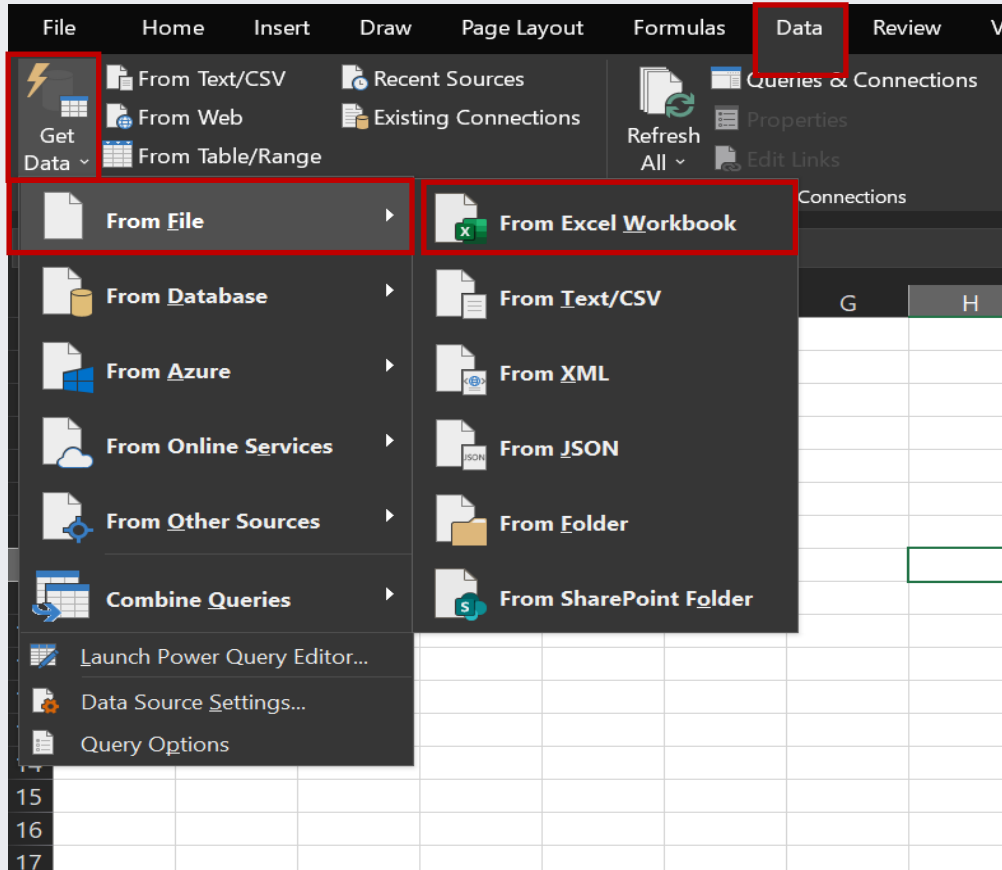 File Home Insert Draw Page Layout Formulas Data Review
Get
Data
From Text/CSV
From Web
From Table/Range
Recent Sources
Existing Connections
Refresh
All
Queries & Connections
Properties
Edit Links
Connections
From File
From Database
From Azure
From Online Services
From Other Sources
Combine Queries
Launch Power Query Editor...
Data Source Settings...
Query Options
From Excel Workbook
From Text/CSV
From XML
JSON
From JSON
From Folder
From SharePoint Folder
G H
14
15
16
17